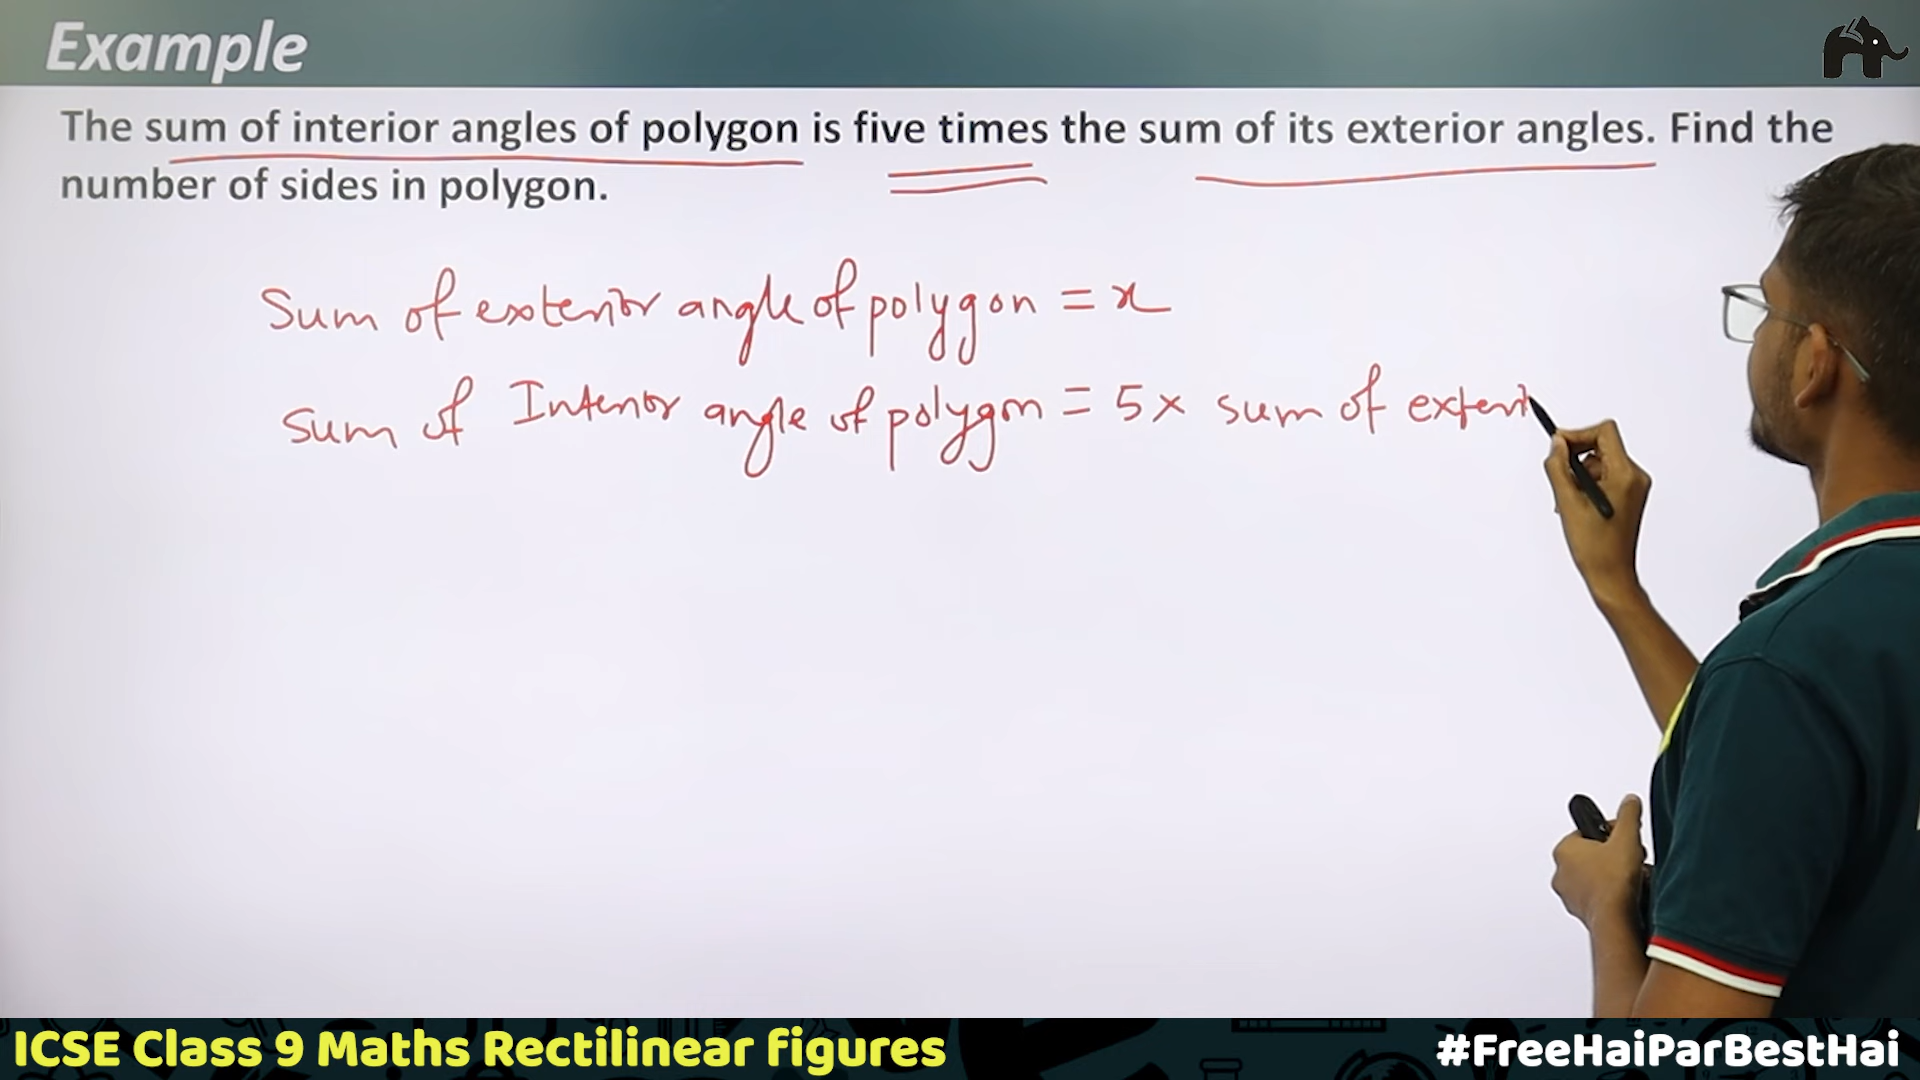 Example
The sum of interior angles of polygon is five times the sum of its exterior angles. Find the
number of sides in polygon.
Sum of exterior angle of polygon = x
sum of Interior angle of polygon = 5 × sum of exteri
ICSE Class 9 Maths Rectilinear figures
#FreeHaiParBestHai